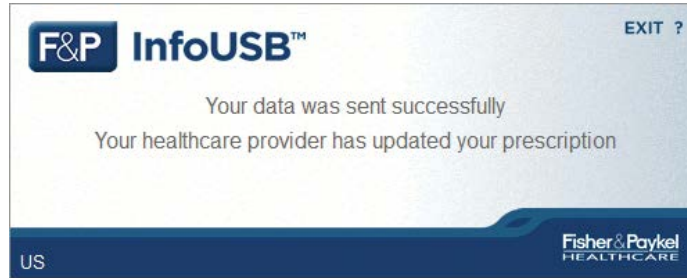 F&P InfoUSB™
EXIT ?
Your data was sent successfully
Your healthcare provider has updated your prescription
US
Fisher&Paykel
HEALTHCARE